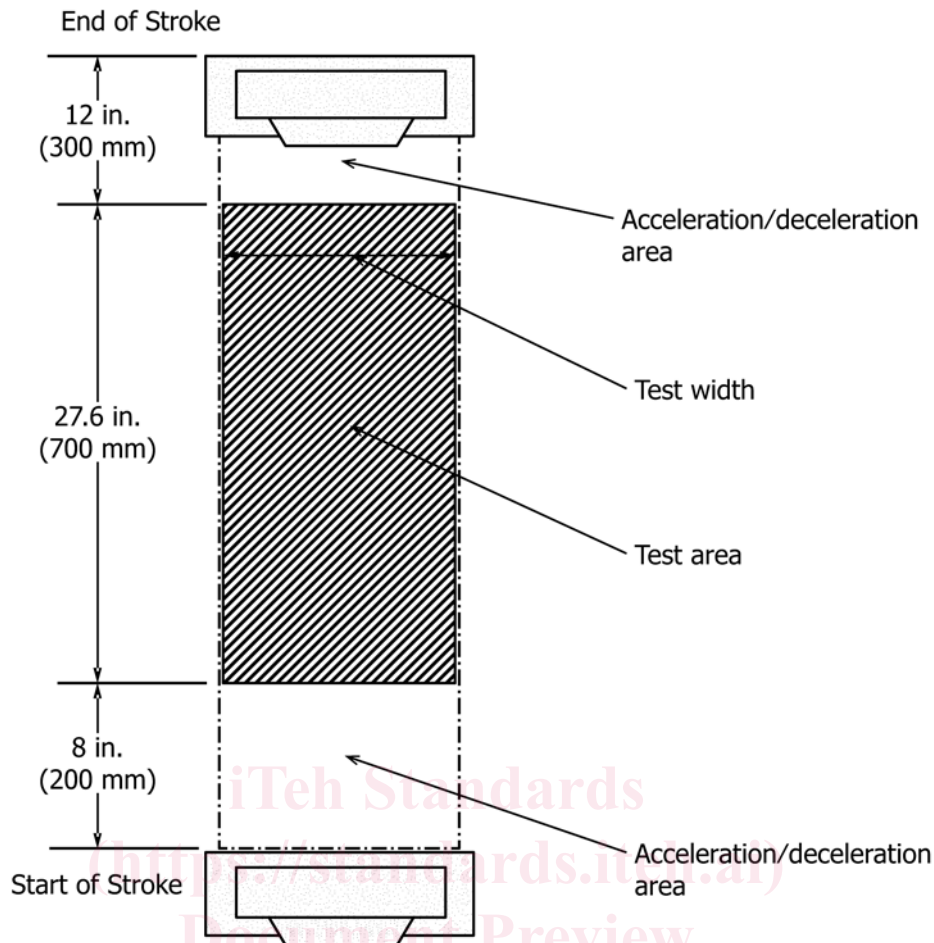 End of Stroke
12 in.
(300 mm)
Acceleration/deceleration
area
Test width
27.6 in.
(700 mm)
Test area
8 in.
(200 mm)
iTeh Standards
(https://standards.iteh.ai)
Acceleration/deceleration
area
Start of Stroke
Document Preview